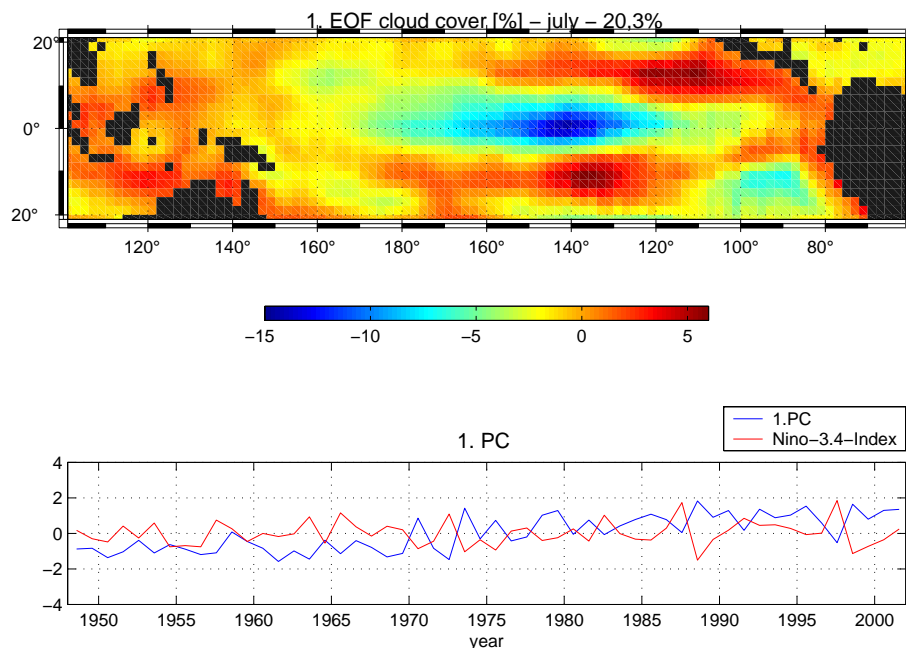 1. EOF cloud cover [%] − july − 20,3%
20°
0°
20°
120° 140° 160° 180° 160° 140° 120° 100° 80°
−15 −10 −5 0 5
1.PC
Nino−3.4−Index
1. PC
4
2
0
−2
−4
1950 1955 1960 1965 1970 1975 1980 1985 1990 1995 2000
year